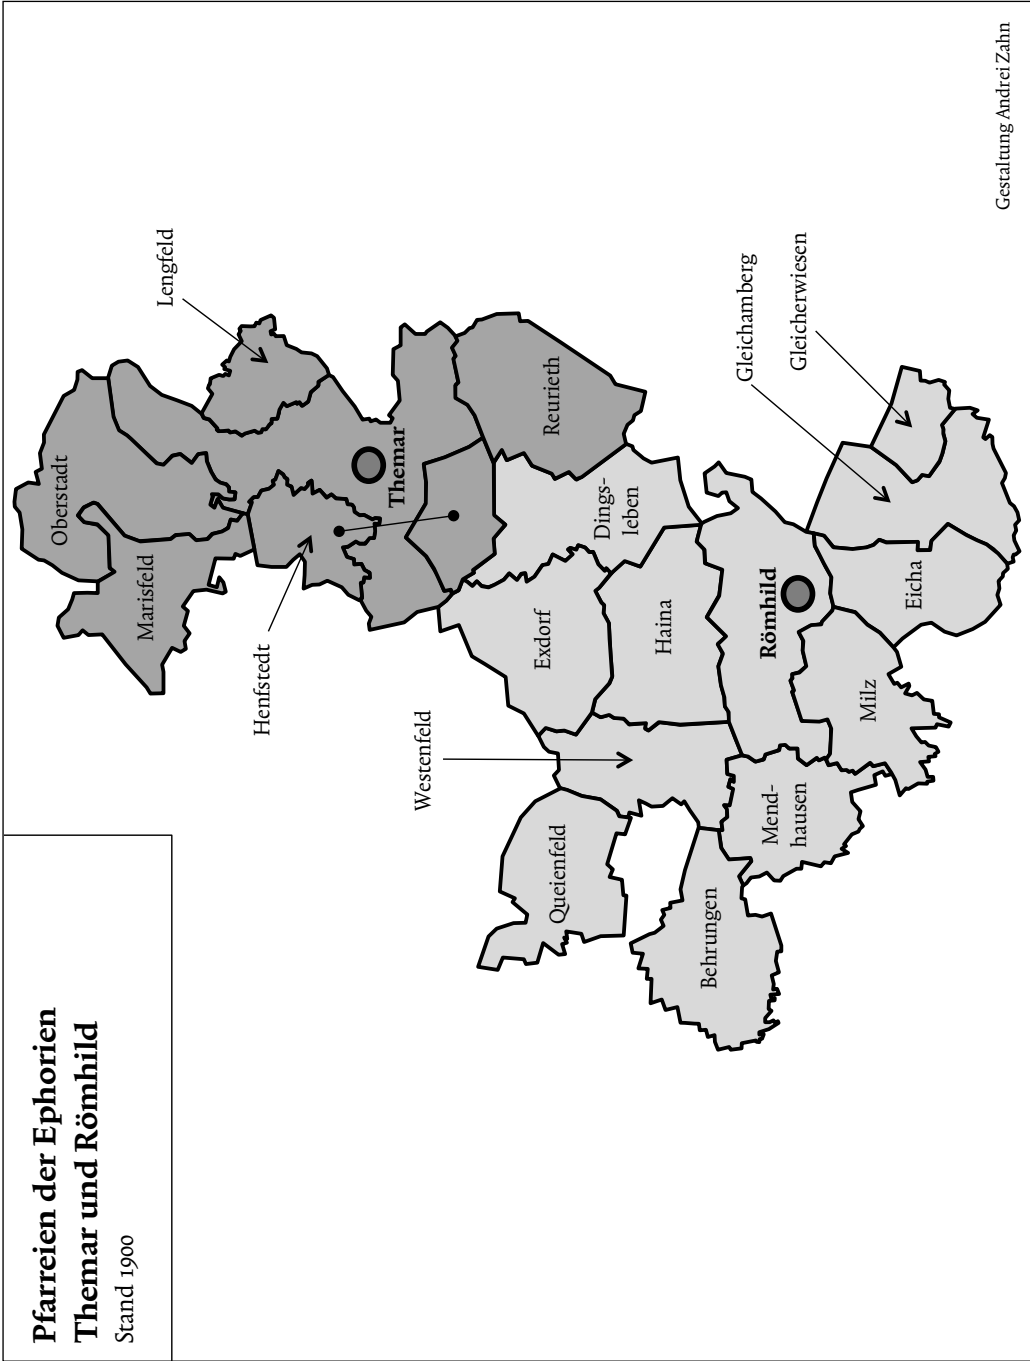 Pfarreien der Ephorien
Themar und Römhild
Stand 1900
Oberstadt
Marisfeld
Lengfeld
Henfstedt
Themar
Reurieth
Dings-
leben
Exdorf
Haina
Westenfeld
Queienfeld
Behrungen
Mend-
hausen
Römhild
Milz
Eicha
Gleichamberg
Gleicherwiesen
Gestaltung Andrei Zahn